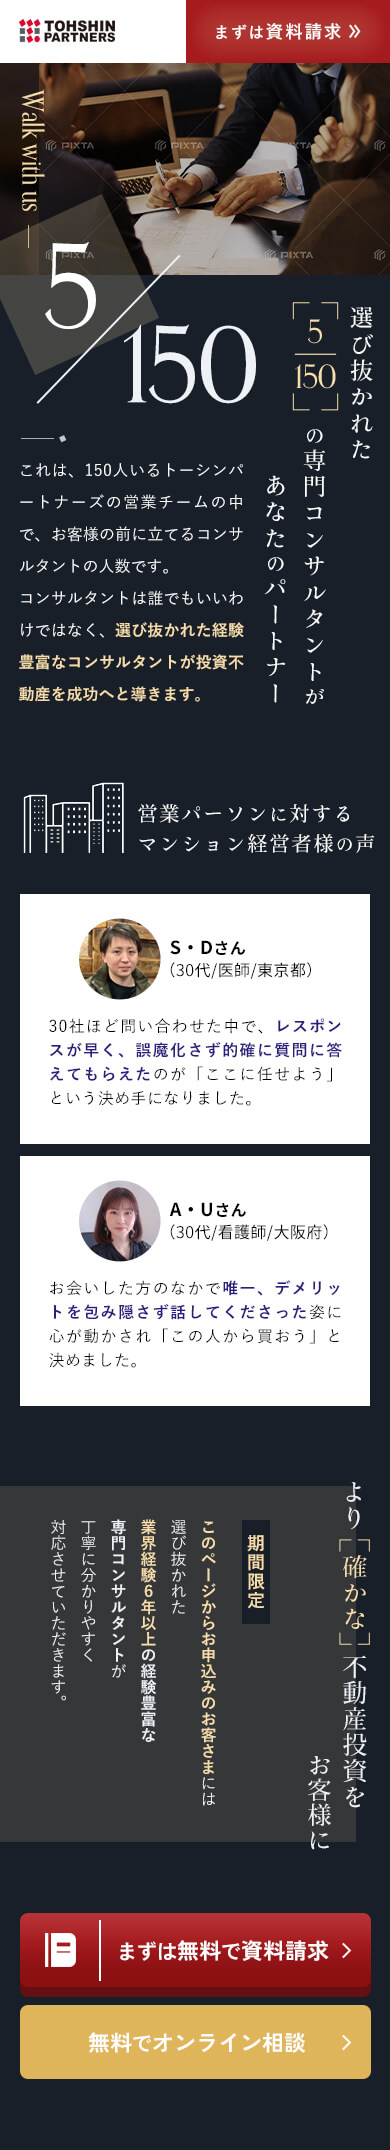 TOHSHIN
PARTNERS
まずは資料請求
Walk with us
PIXTA
PIXTA
PIXTA
PIXTA
PIXTA
5
150
選び抜かれた
5
150
の専門コンサルタントが
あなたのパートナー
これは、150人いるトーシンパ
ートナーズの営業チームの中
で、お客様の前に立てるコンサ
ルタントの人数です。
コンサルタントは誰でもいいわ
けではなく、選び抜かれた経験
豊富なコンサルタントが投資不
動産を成功へと導きます。
営業パーソンに対する
マンション経営者様の声
S・Dさん
（30代/医師/東京都）
30社ほど問い合わせた中で、レスポン
スが早く、誤魔化さず的確に質問に答
えてもらえたのが「ここに任せよう」
という決め手になりました。
A・Uさん
（30代/看護師/大阪府）
お会いした方のなかで唯一、デメリッ
トを包み隠さず話してくださった姿に
心が動かされ「この人から買おう」と
決めました。
より「確かな」不動産投資を
お客様に
期間限定
このページからお申込みのお客さまには
選び抜かれた
業界経験6年以上の経験豊富な
専門コンサルタントが
丁寧に分かりやすく
対応させていただきます。
まずは無料で資料請求
無料でオンライン相談